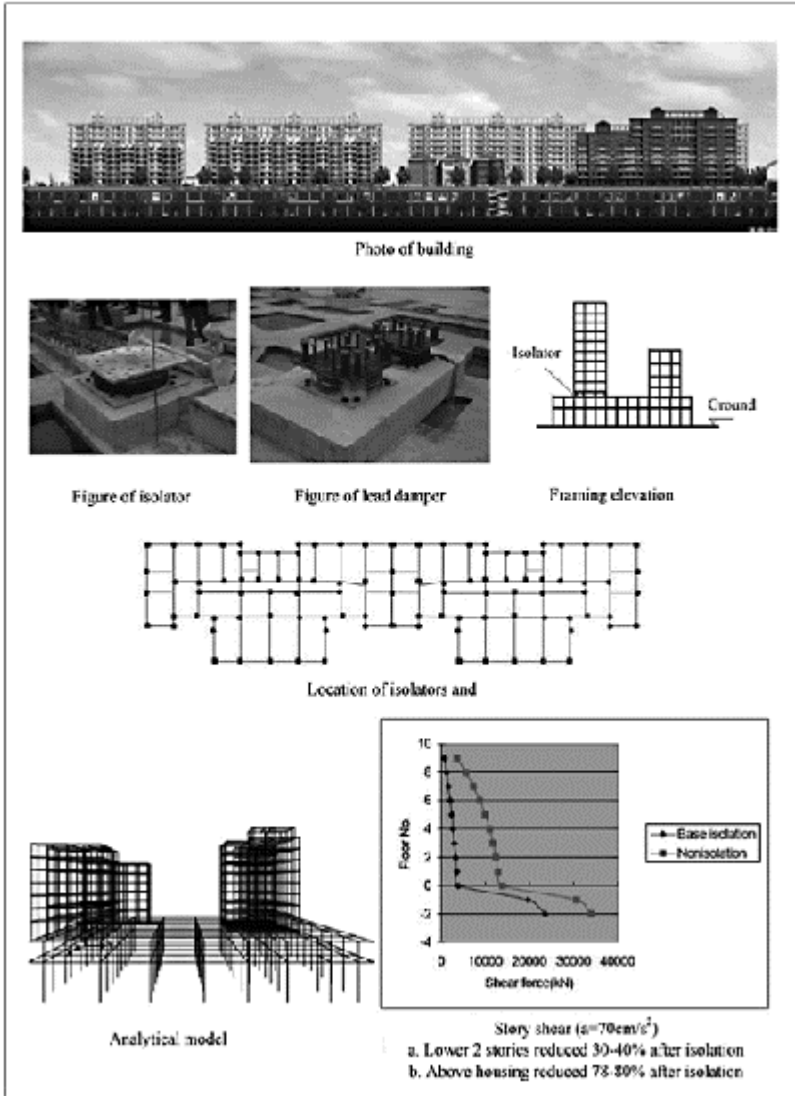 Photo of building
Isolator
Ground
Figure of isolator
Figure of lead damper
Framing elevation
Location of isolators and
10
8
6
4
2
0
-2
-4
Floor No.
0 10000 20000 30000 40000
Shear force(kN)
Base isolation
Nonisolation
Analytical model
Story shear (a=70cm/s²)
a. Lower 2 stories reduced 30-40% after isolation
b. Above housing reduced 78-80% after isolation